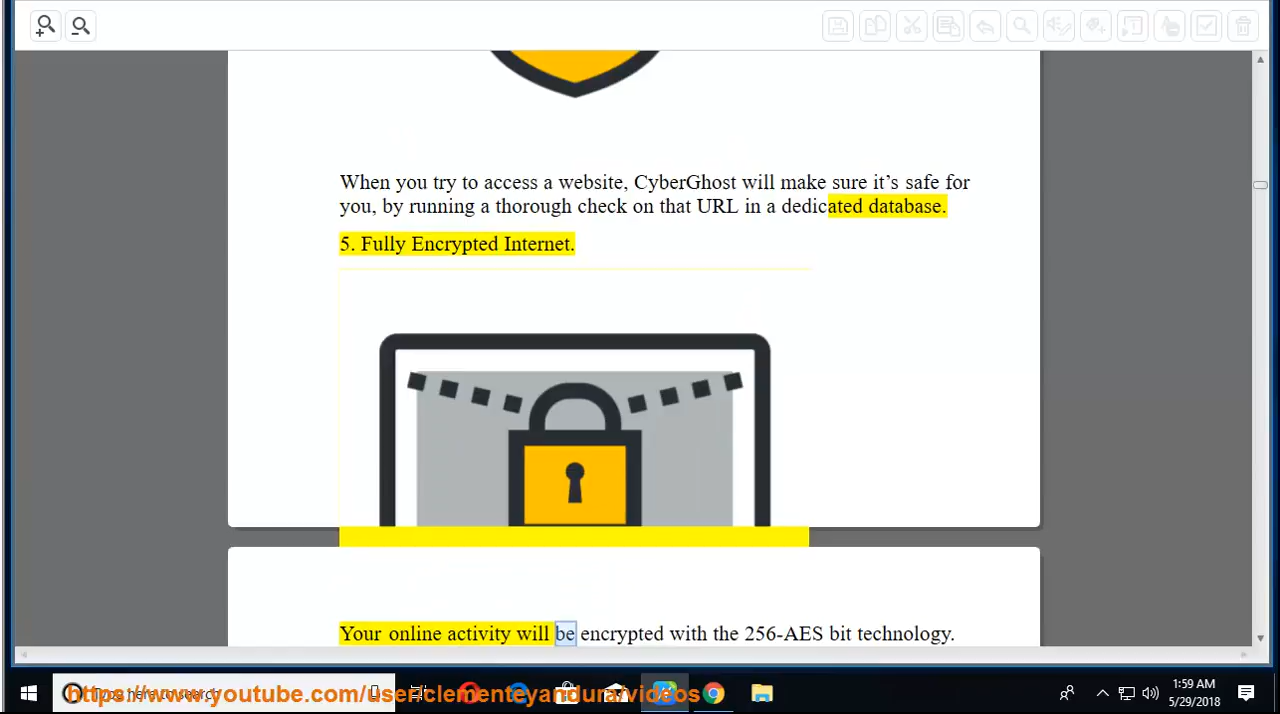 When you try to access a website, CyberGhost will make sure it’s safe for
you, by running a thorough check on that URL in a dedicated database.
5. Fully Encrypted Internet.
Your online activity will be encrypted with the 256-AES bit technology.
https://www.youtube.com/user/clementeyandura/videos
1:59 AM
5/29/2018